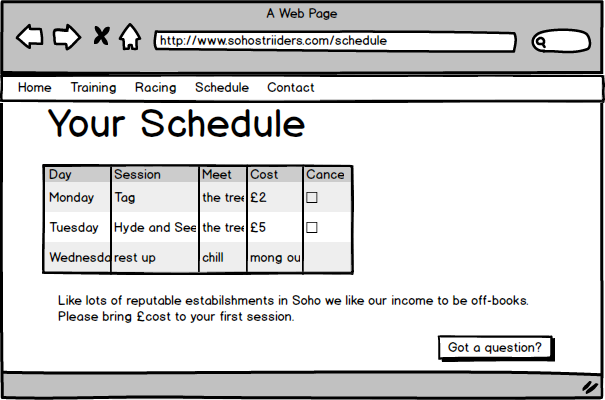 A Web Page
http://www.sohostriiders.com/schedule
Home Training Racing Schedule Contact
Your Schedule
Day Session Meet Cost Cance
Monday Tag the tree £2
Tuesday Hyde and See the tree £5
Wednesda rest up chill mong ou
Like lots of reputable estabilshments in Soho we like our income to be off-books.
Please bring £cost to your first session.
Got a question?